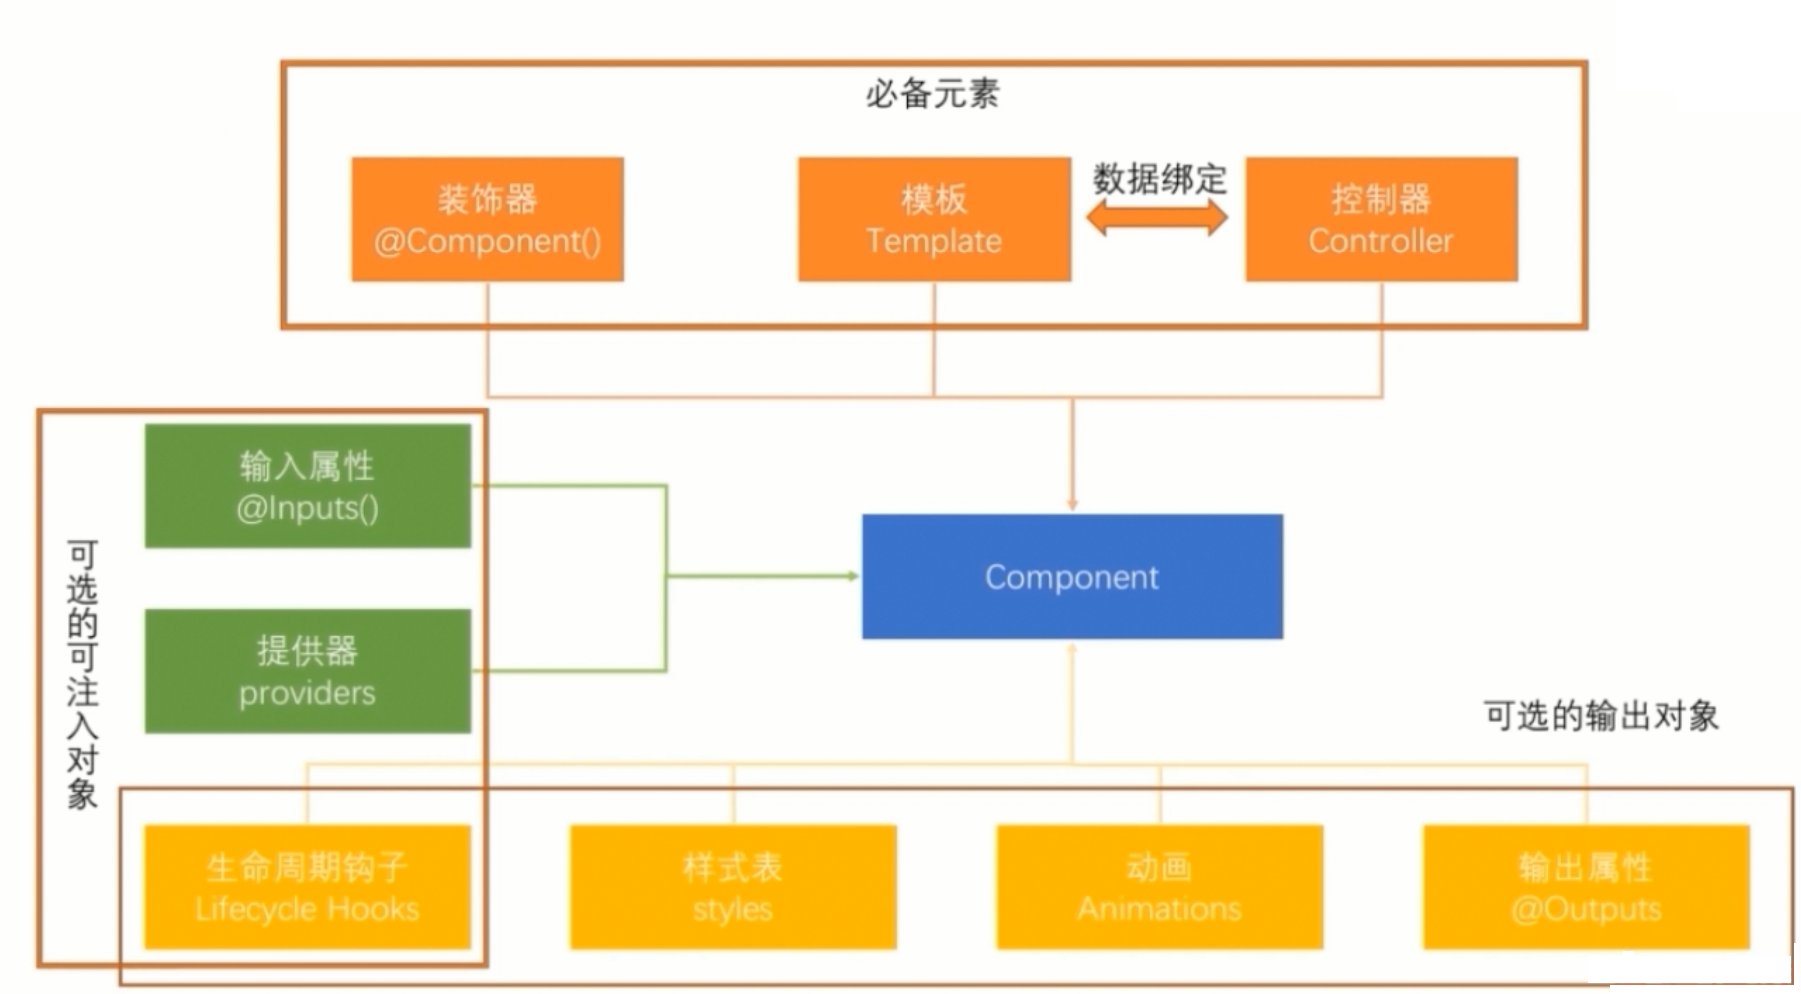 必备元素
装饰器
@Component()
模板
Template
数据绑定
控制器
Controller
可选的可注入对象
输入属性
@Inputs()
提供器
providers
Component
可选的输出对象
生命周期钩子
Lifecycle Hooks
样式表
styles
动画
Animations
输出属性
@Outputs